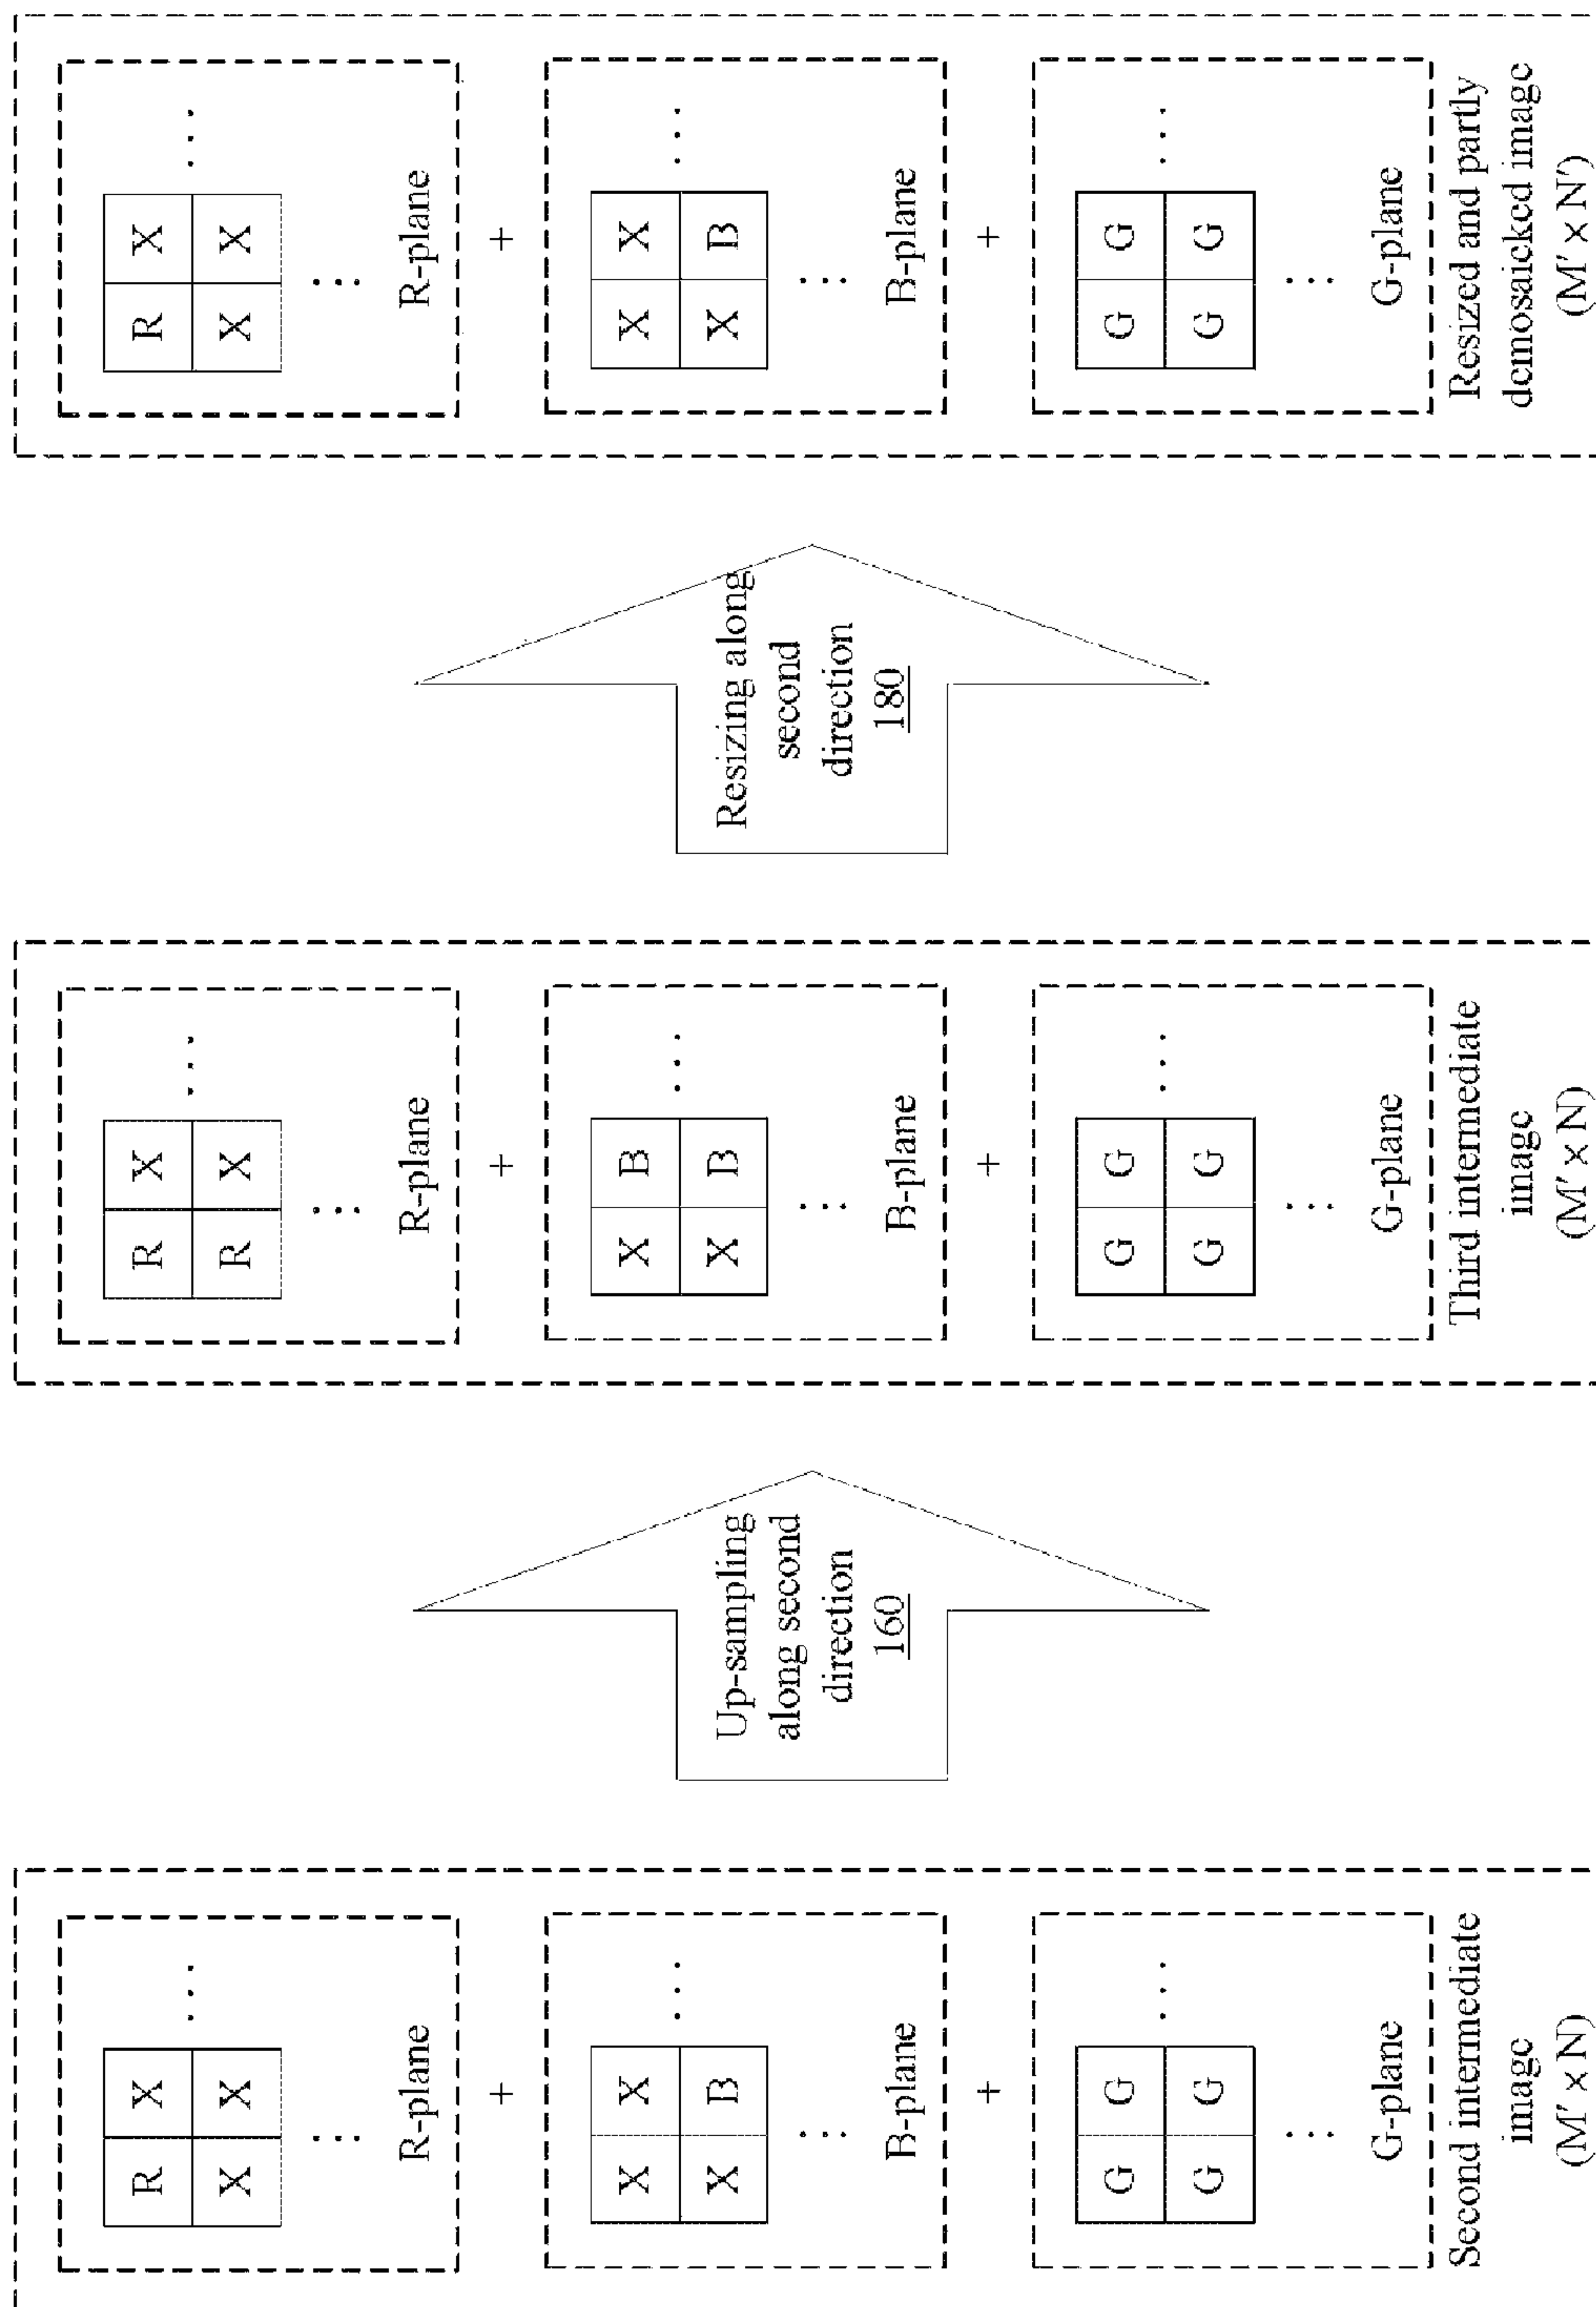 R X
...
X X
⋮
R-plane
+
X X
...
X B
⋮
B-plane
+
G G
...
G G
⋮
G-plane
Second intermediate
image
(M' × N)
Up-sampling
along second
direction
160
R X
...
R X
⋮
R-plane
+
X B
...
X B
⋮
B-plane
+
G G
...
G G
⋮
G-plane
Third intermediate
image
(M' × N)
Resizing along
second
direction
180
R X
...
X X
⋮
R-plane
+
X X
...
X B
⋮
B-plane
+
G G
...
G G
⋮
G-plane
Resized and partly
demosaicked image
(M' × N')